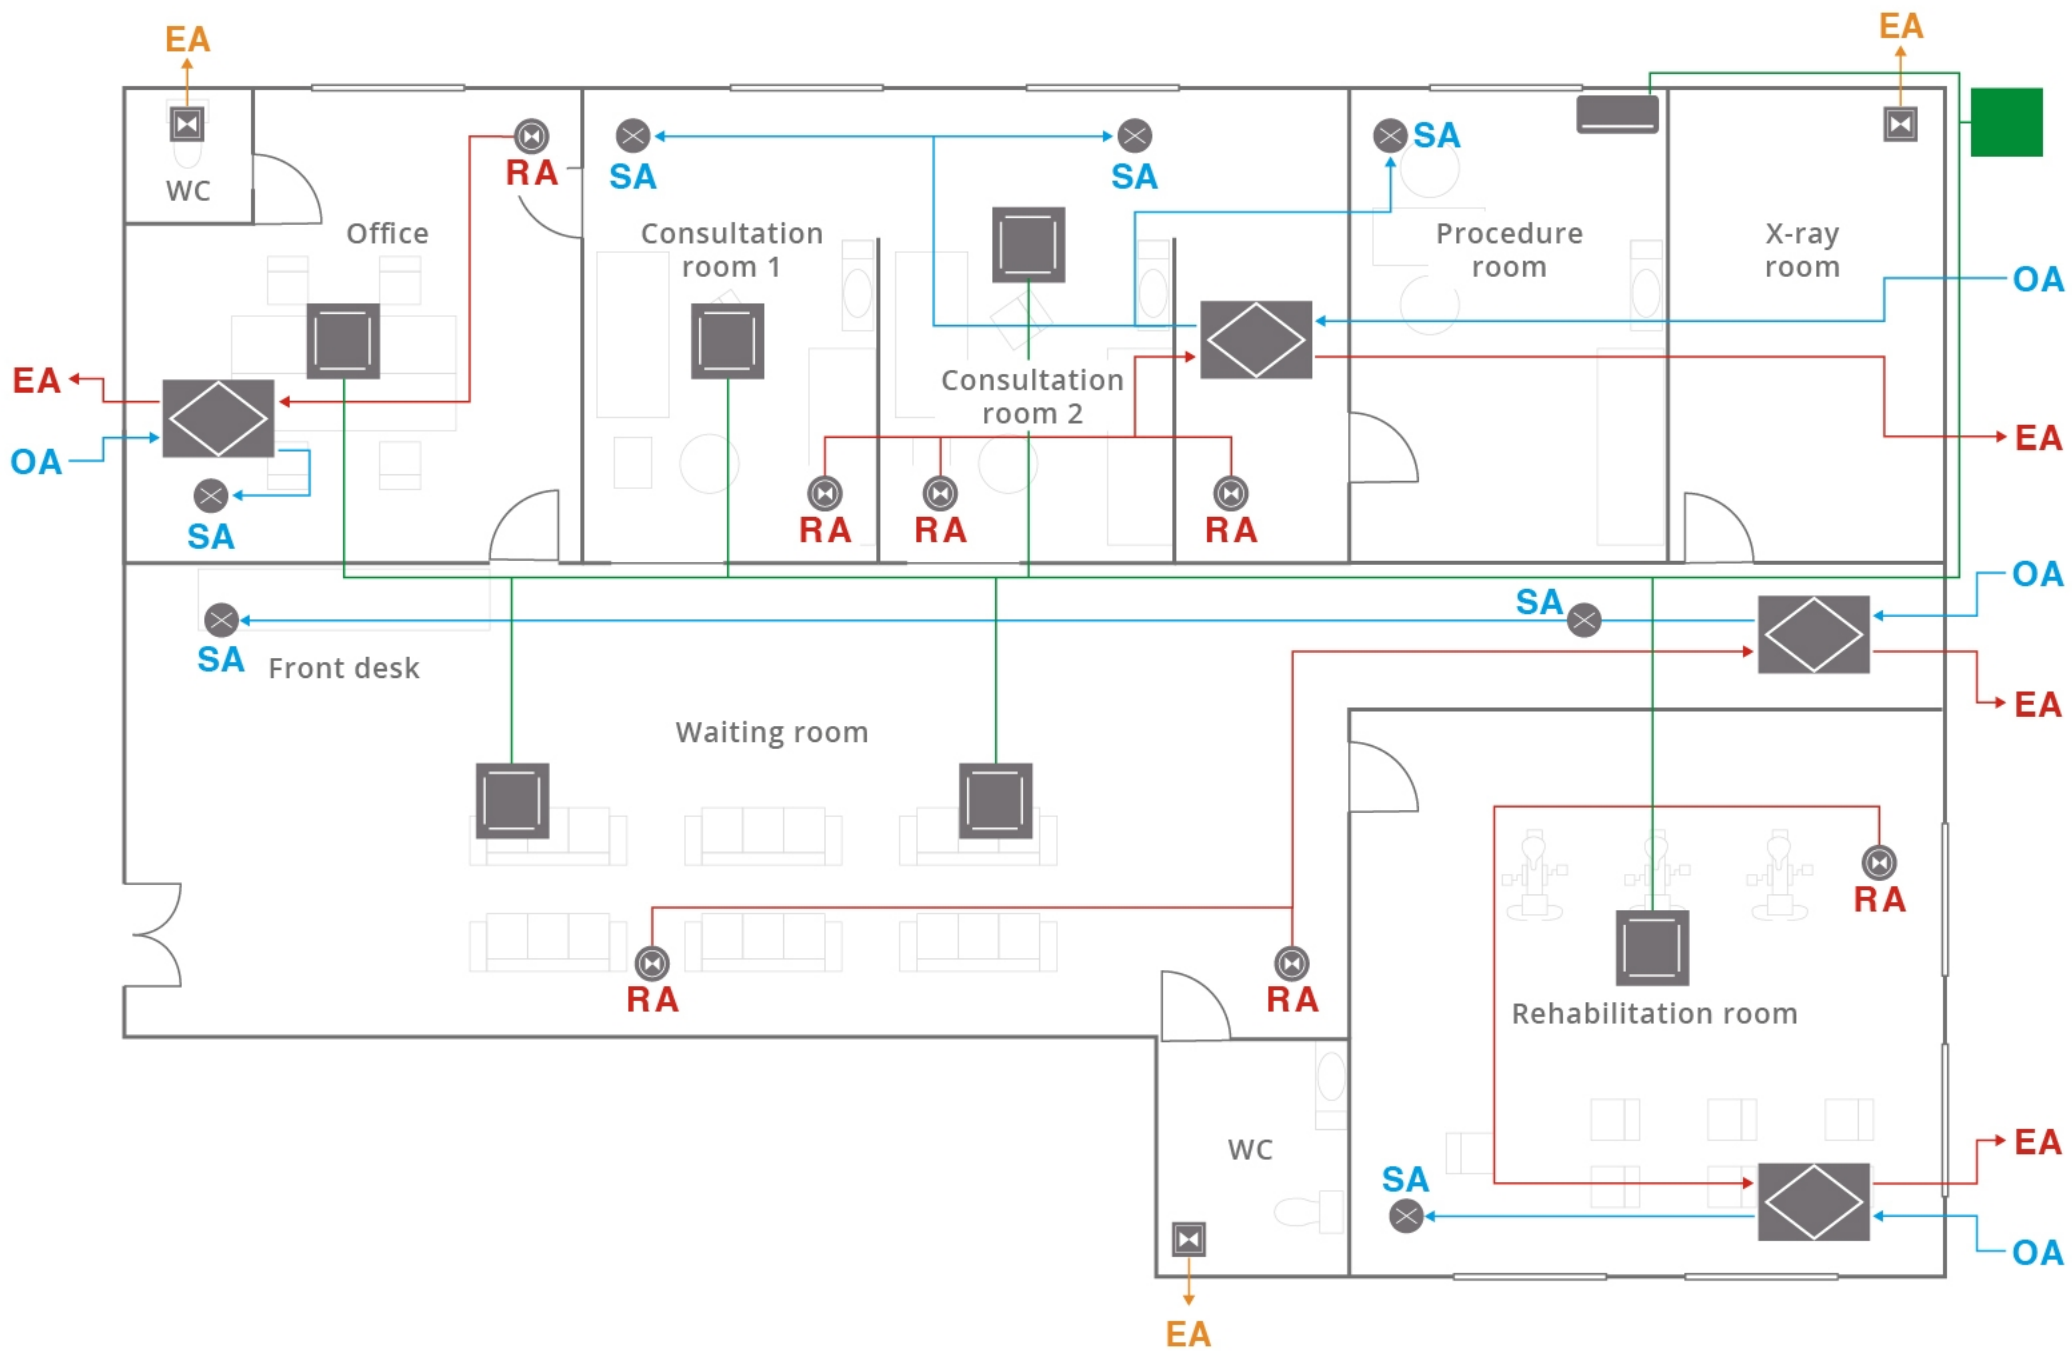 EA
EA
RA
SA
SA
SA
WC
Office
Consultation
room 1
Procedure
room
X-ray
room
OA
EA
Consultation
room 2
EA
OA
SA
RA
RA
RA
OA
SA
SA
Front desk
EA
Waiting room
RA
RA
RA
Rehabilitation room
WC
SA
EA
OA
EA